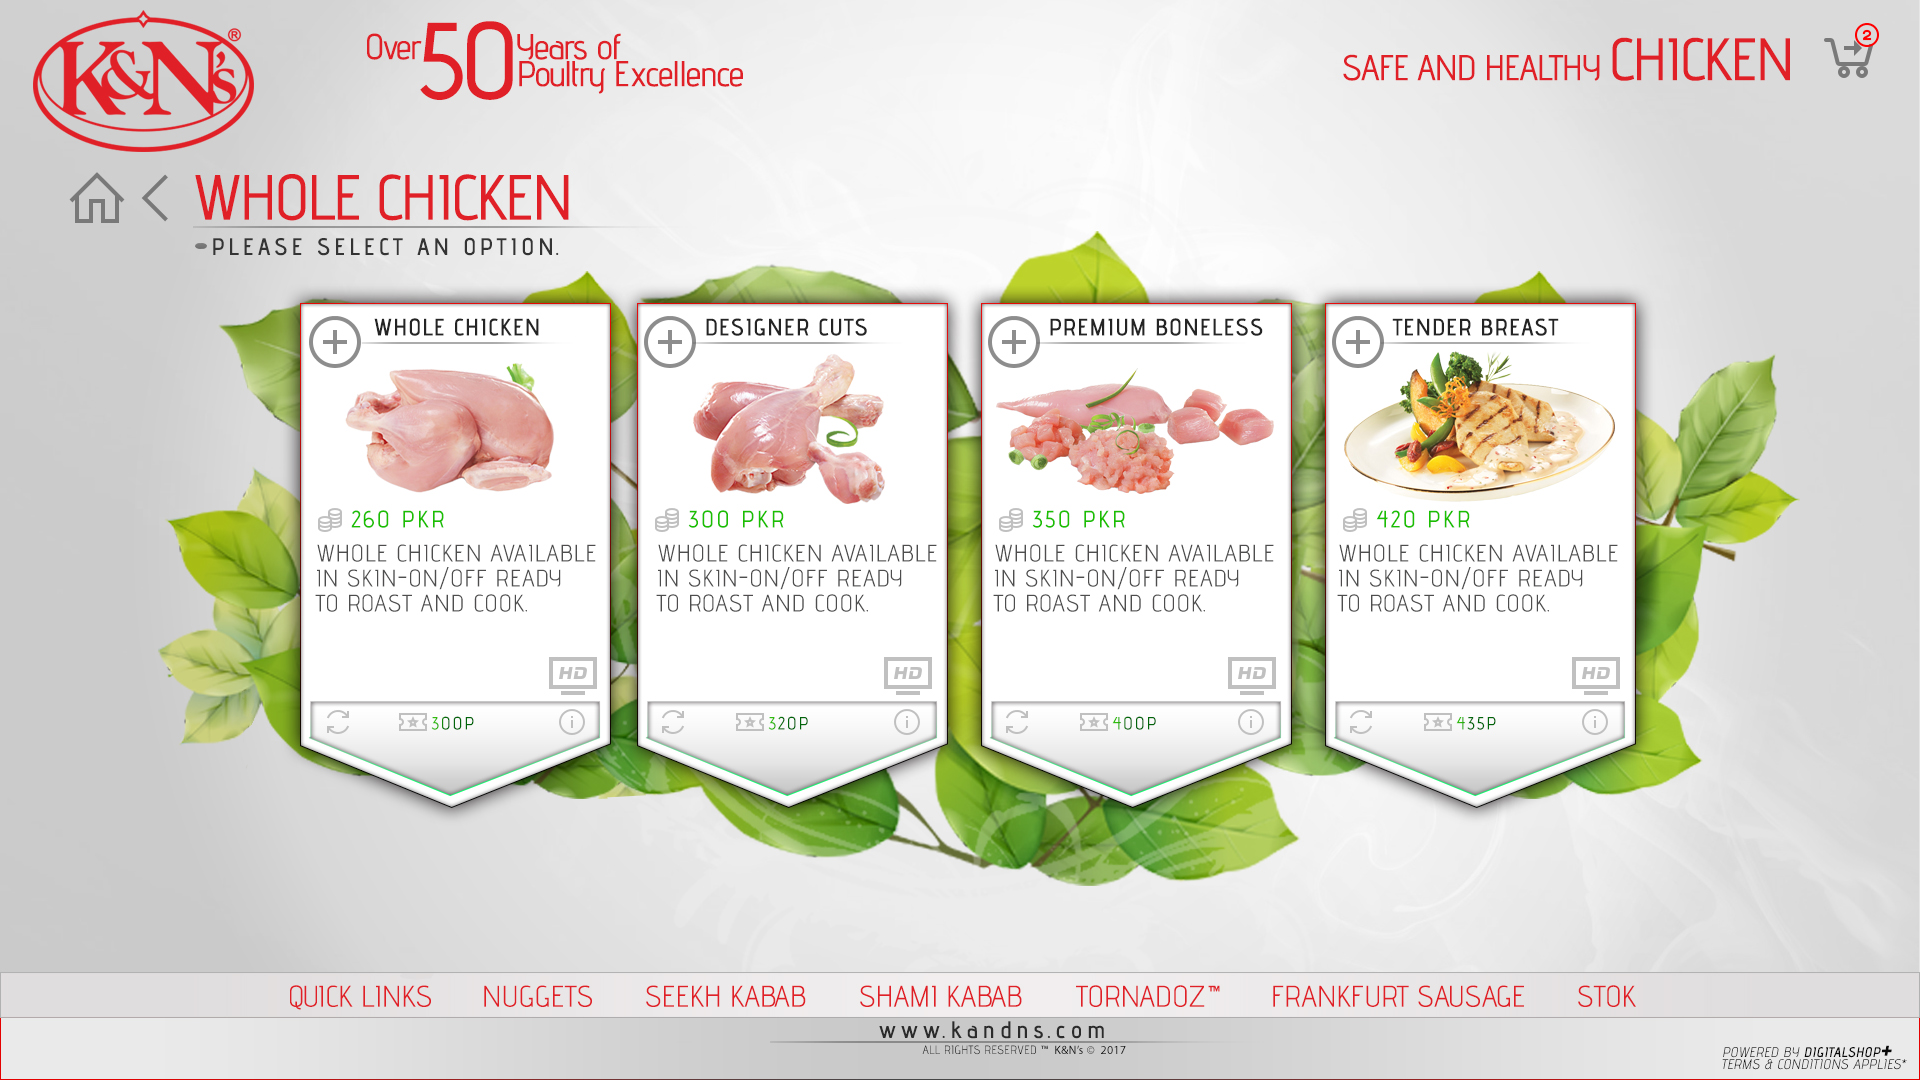 K&N's®
Over 50 Years of
Poultry Excellence
SAFE AND HEALTHY CHICKEN
2
WHOLE CHICKEN
PLEASE SELECT AN OPTION.
WHOLE CHICKEN
260 PKR
WHOLE CHICKEN AVAILABLE
IN SKIN-ON/OFF READY
TO ROAST AND COOK.
HD
300P
i
DESIGNER CUTS
300 PKR
WHOLE CHICKEN AVAILABLE
IN SKIN-ON/OFF READY
TO ROAST AND COOK.
HD
320P
i
PREMIUM BONELESS
350 PKR
WHOLE CHICKEN AVAILABLE
IN SKIN-ON/OFF READY
TO ROAST AND COOK.
HD
400P
i
TENDER BREAST
420 PKR
WHOLE CHICKEN AVAILABLE
IN SKIN-ON/OFF READY
TO ROAST AND COOK.
HD
435P
i
QUICK LINKS NUGGETS SEEKH KABAB SHAMI KABAB TORNADOZ™ FRANKFURT SAUSAGE STOK
www.kandns.com
ALL RIGHTS RESERVED ™ K&N's © 2017
POWERED BY DIGITALSHOP+
TERMS & CONDITIONS APPLIES*